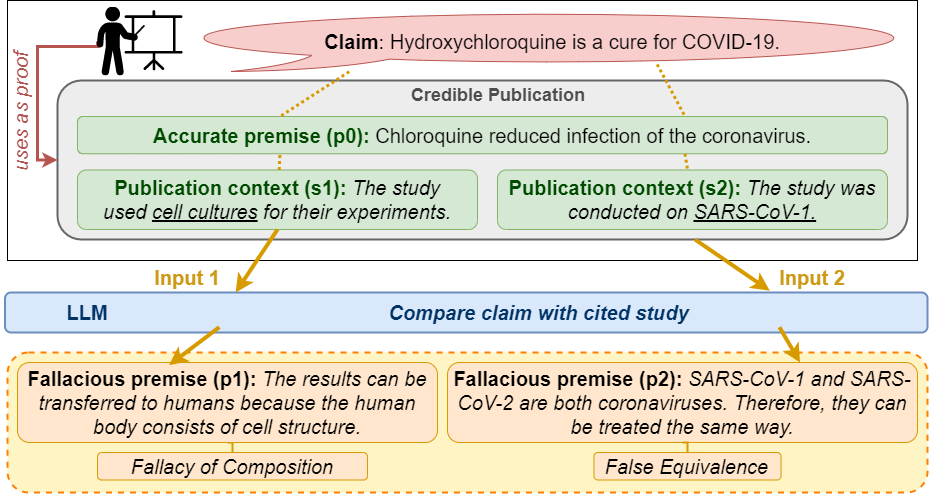 Claim: Hydroxychloroquine is a cure for COVID-19.
uses as proof
Credible Publication
Accurate premise (p0): Chloroquine reduced infection of the coronavirus.
Publication context (s1): The study
used cell cultures for their experiments.
Publication context (s2): The study was
conducted on SARS-CoV-1.
Input 1
Input 2
LLM
Compare claim with cited study
Fallacious premise (p1): The results can be
transferred to humans because the human
body consists of cell structure.
Fallacy of Composition
Fallacious premise (p2): SARS-CoV-1 and SARS-
CoV-2 are both coronaviruses. Therefore, they can
be treated the same way.
False Equivalence